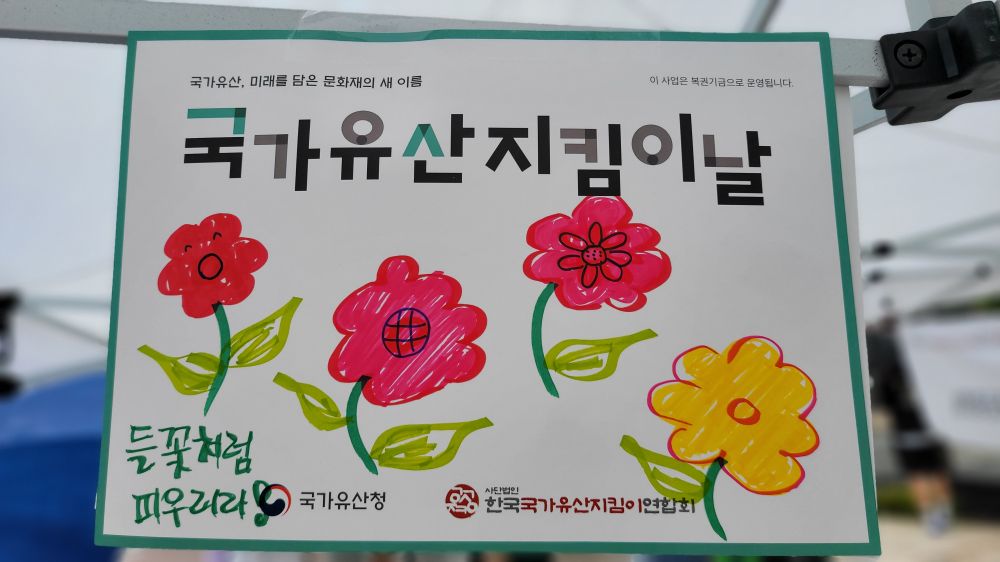 국가유산, 미래를 담은 문화재의 새 이름
이 사업은 복권기금으로 운영됩니다.
국가유산지킴이날
들꽃처럼
피우리라!
국가유산청
사단법인
한국국가유산지킴이연합회